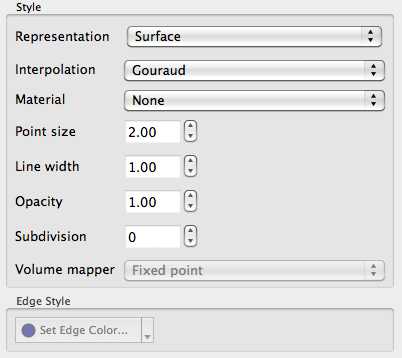 Style
Representation Surface
Interpolation Gouraud
Material None
Point size 2.00
Line width 1.00
Opacity 1.00
Subdivision 0
Volume mapper Fixed point
Edge Style
Set Edge Color...